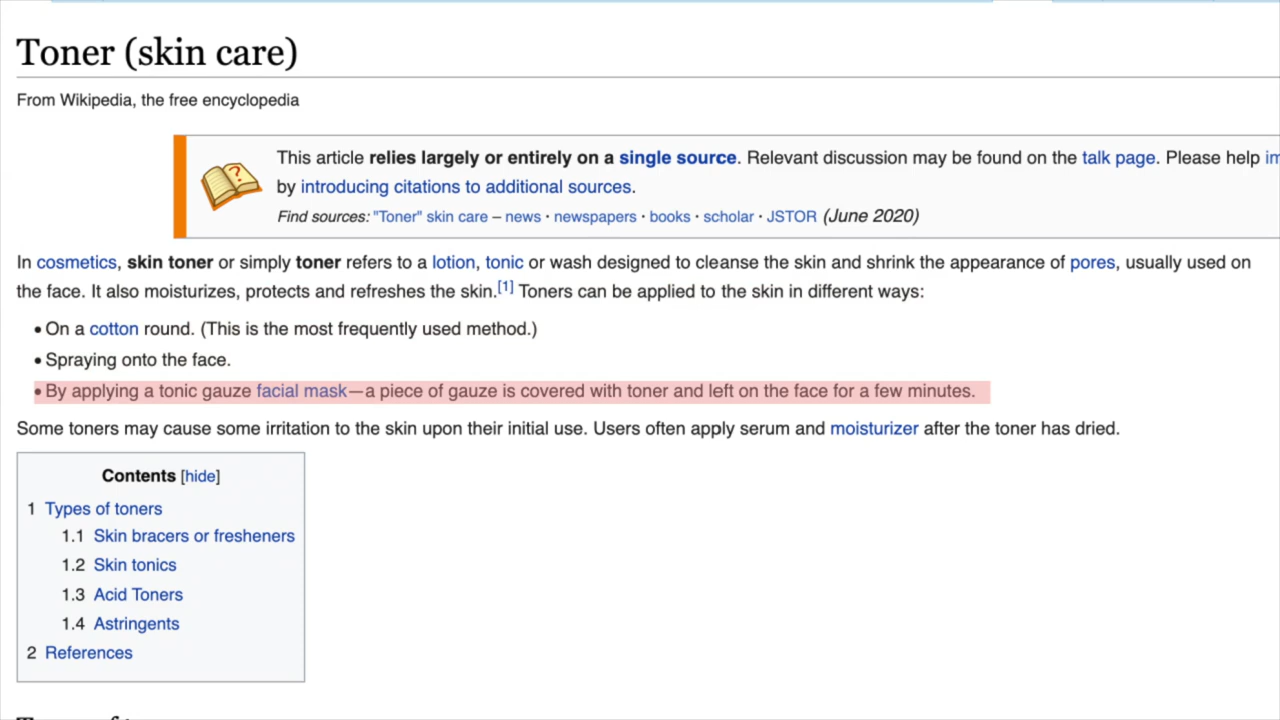 Toner (skin care)
From Wikipedia, the free encyclopedia
This article relies largely or entirely on a single source. Relevant discussion may be found on the talk page. Please help
by introducing citations to additional sources.
Find sources: "Toner" skin care – news · newspapers · books · scholar · JSTOR (June 2020)
In cosmetics, skin toner or simply toner refers to a lotion, tonic or wash designed to cleanse the skin and shrink the appearance of pores, usually used on
the face. It also moisturizes, protects and refreshes the skin.[1] Toners can be applied to the skin in different ways:
• On a cotton round. (This is the most frequently used method.)
• Spraying onto the face.
• By applying a tonic gauze facial mask—a piece of gauze is covered with toner and left on the face for a few minutes.
Some toners may cause some irritation to the skin upon their initial use. Users often apply serum and moisturizer after the toner has dried.
Contents [hide]
1 Types of toners
1.1 Skin bracers or fresheners
1.2 Skin tonics
1.3 Acid Toners
1.4 Astringents
2 References